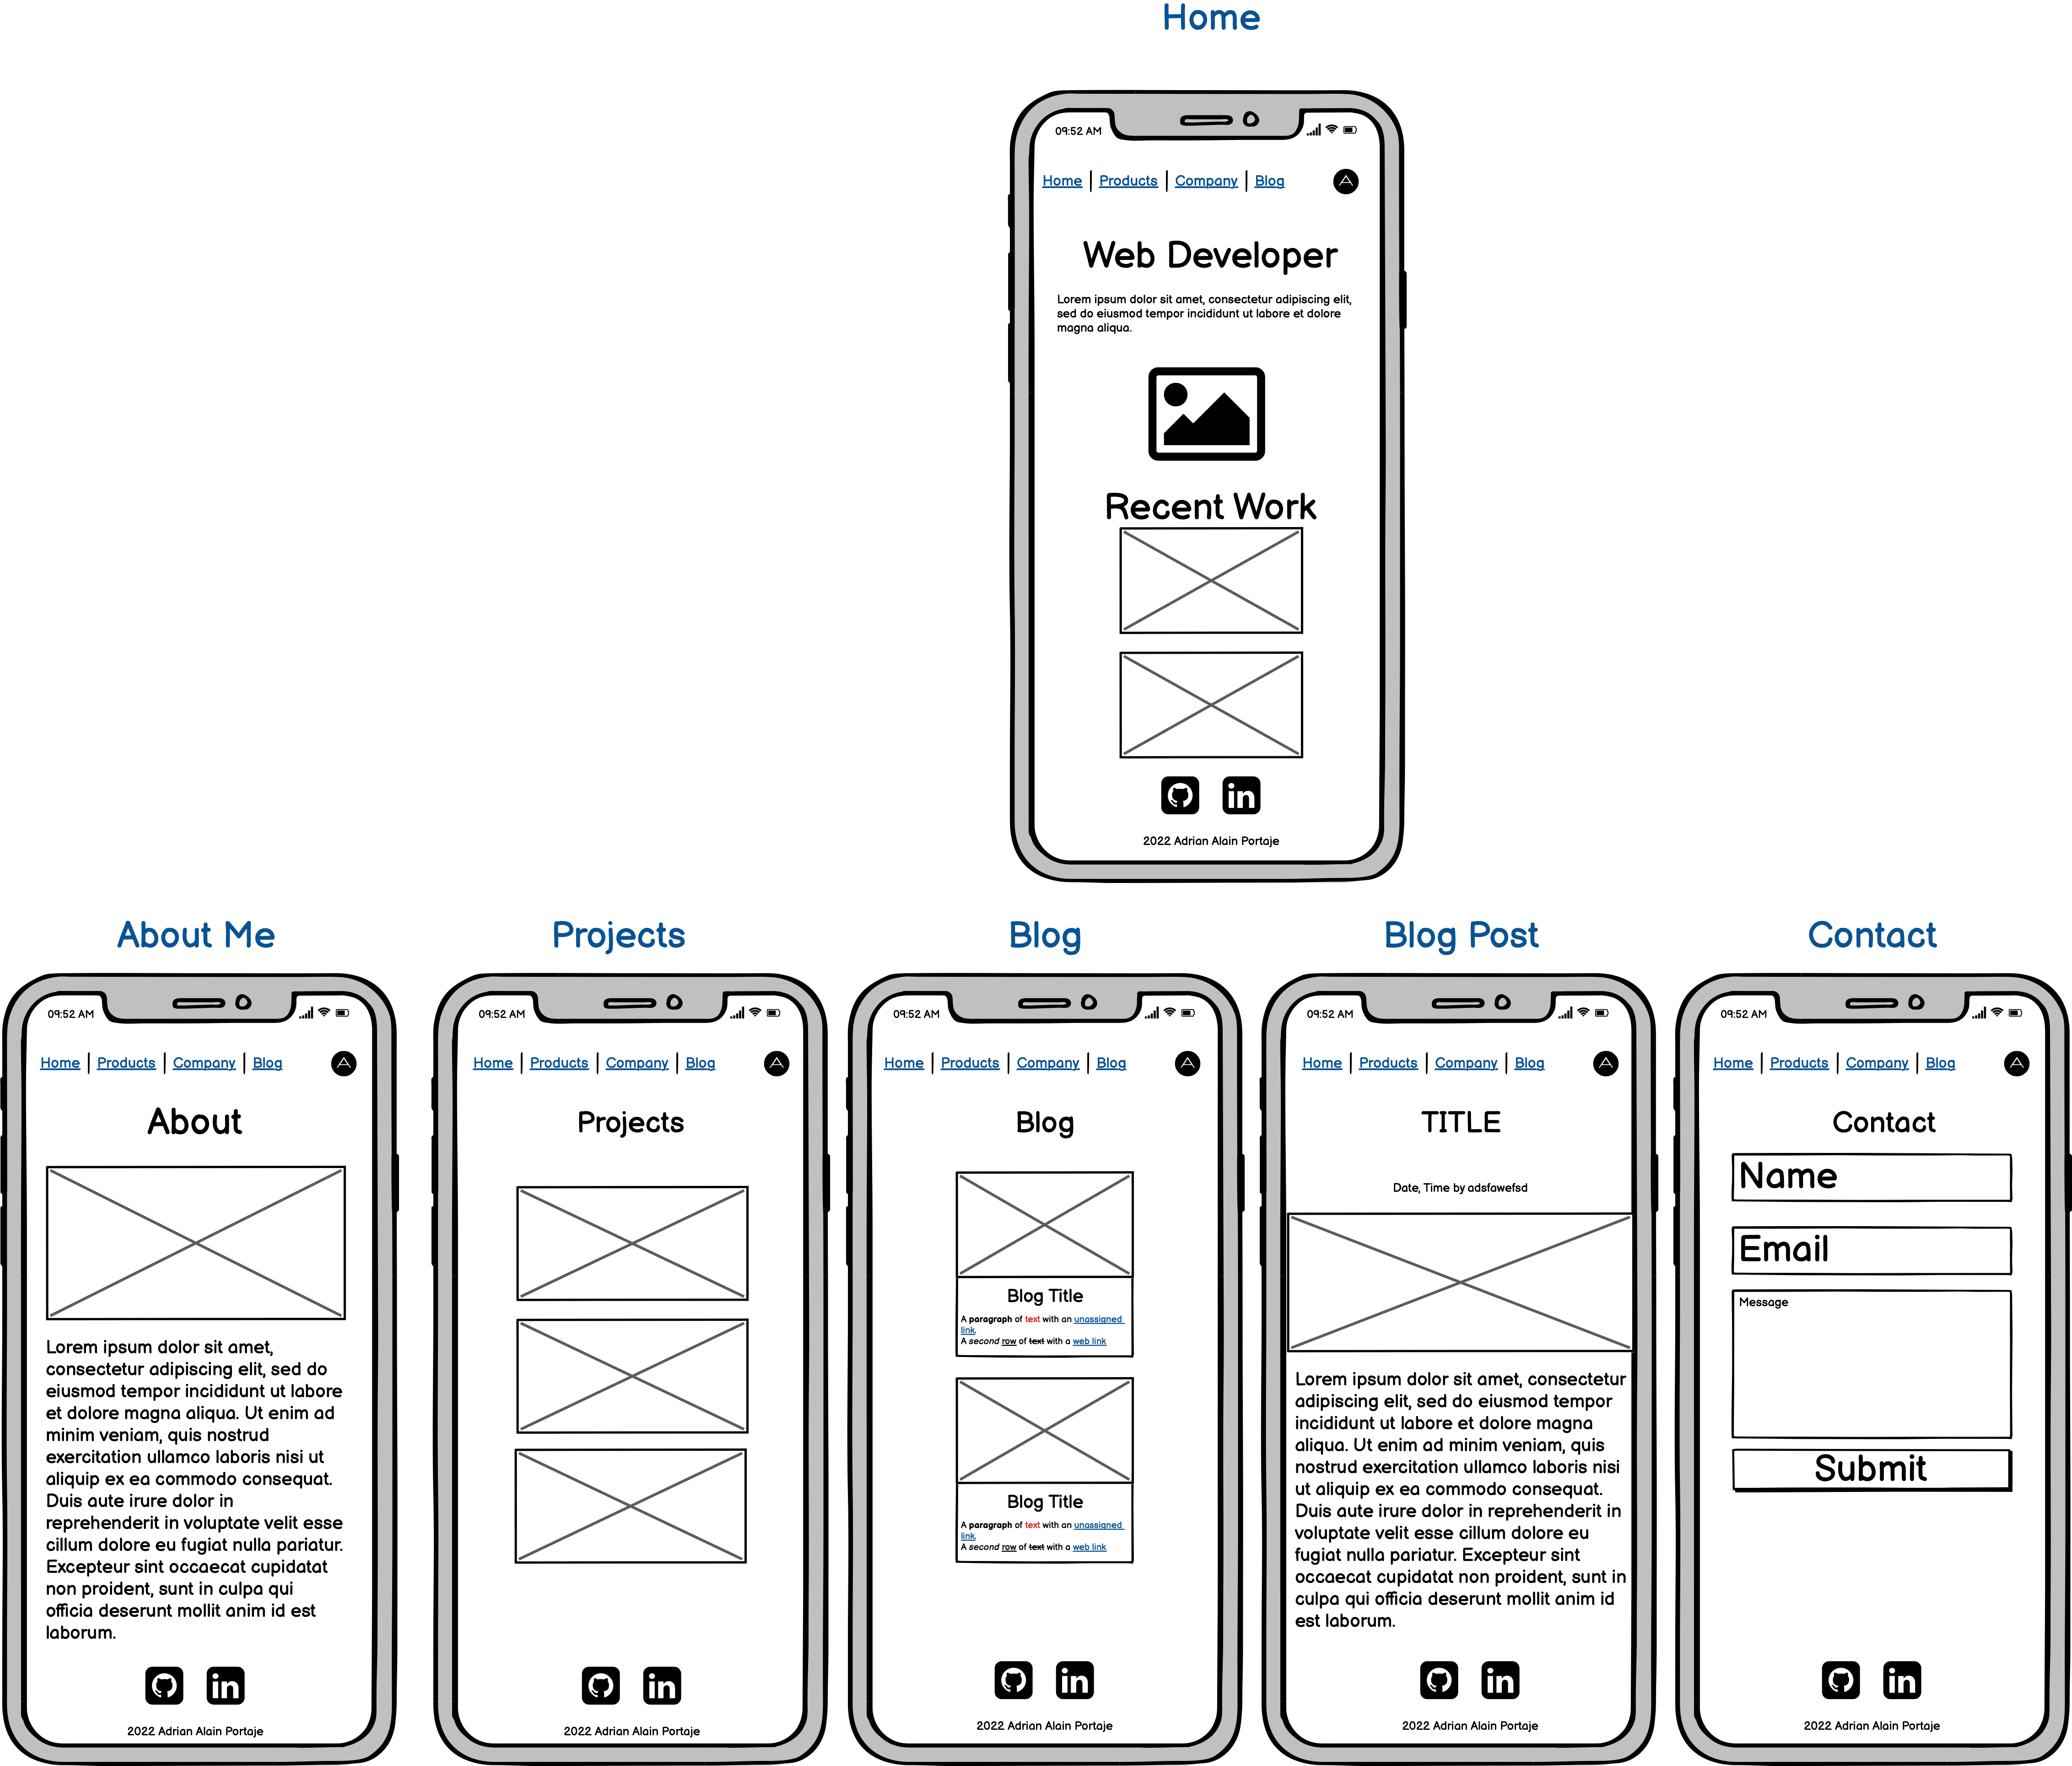 Home
09:52 AM
Home Products Company Blog
Web Developer
Lorem ipsum dolor sit amet, consectetur adipiscing elit,
sed do eiusmod tempor incididunt ut labore et dolore
magna aliqua.
Recent Work
in
2022 Adrian Alain Portaje
About Me
09:52 AM
Home Products Company Blog
About
Lorem ipsum dolor sit amet,
consectetur adipiscing elit, sed do
eiusmod tempor incididunt ut labore
et dolore magna aliqua. Ut enim ad
minim veniam, quis nostrud
exercitation ullamco laboris nisi ut
aliquip ex ea commodo consequat.
Duis aute irure dolor in
reprehenderit in voluptate velit esse
cillum dolore eu fugiat nulla pariatur.
Excepteur sint occaecat cupidatat
non proident, sunt in culpa qui
officia deserunt mollit anim id est
laborum.
in
2022 Adrian Alain Portaje
Projects
09:52 AM
Home Products Company Blog
Projects
in
2022 Adrian Alain Portaje
Blog
09:52 AM
Home Products Company Blog
Blog
Blog Title
A paragraph of text with an unassigned
link.
A second row of text with a web link
Blog Title
A paragraph of text with an unassigned
link.
A second row of text with a web link
in
2022 Adrian Alain Portaje
Blog Post
09:52 AM
Home Products Company Blog
TITLE
Date, Time by adsfawefsd
Lorem ipsum dolor sit amet, consectetur
adipiscing elit, sed do eiusmod tempor
incididunt ut labore et dolore magna
aliqua. Ut enim ad minim veniam, quis
nostrud exercitation ullamco laboris nisi
ut aliquip ex ea commodo consequat.
Duis aute irure dolor in reprehenderit in
voluptate velit esse cillum dolore eu
fugiat nulla pariatur. Excepteur sint
occaecat cupidatat non proident, sunt in
culpa qui officia deserunt mollit anim id
est laborum.
in
2022 Adrian Alain Portaje
Contact
09:52 AM
Home Products Company Blog
Contact
Name
Email
Message
Submit
in
2022 Adrian Alain Portaje